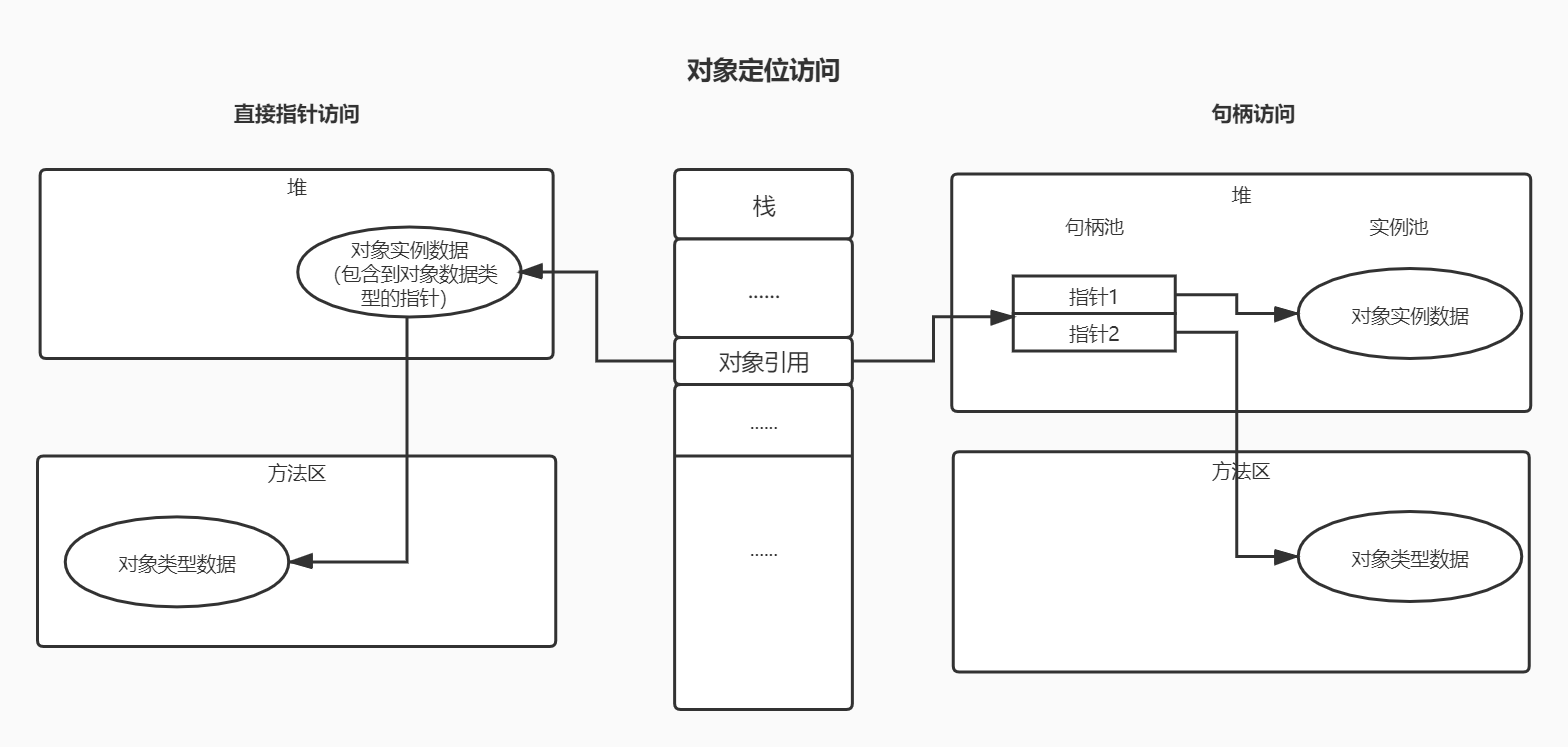 对象定位访问
直接指针访问
句柄访问
堆
对象实例数据
(包含到对象数据类
型的指针)
方法区
对象类型数据
栈
......
对象引用
......
......
堆
句柄池
实例池
指针1
指针2
对象实例数据
方法区
对象类型数据